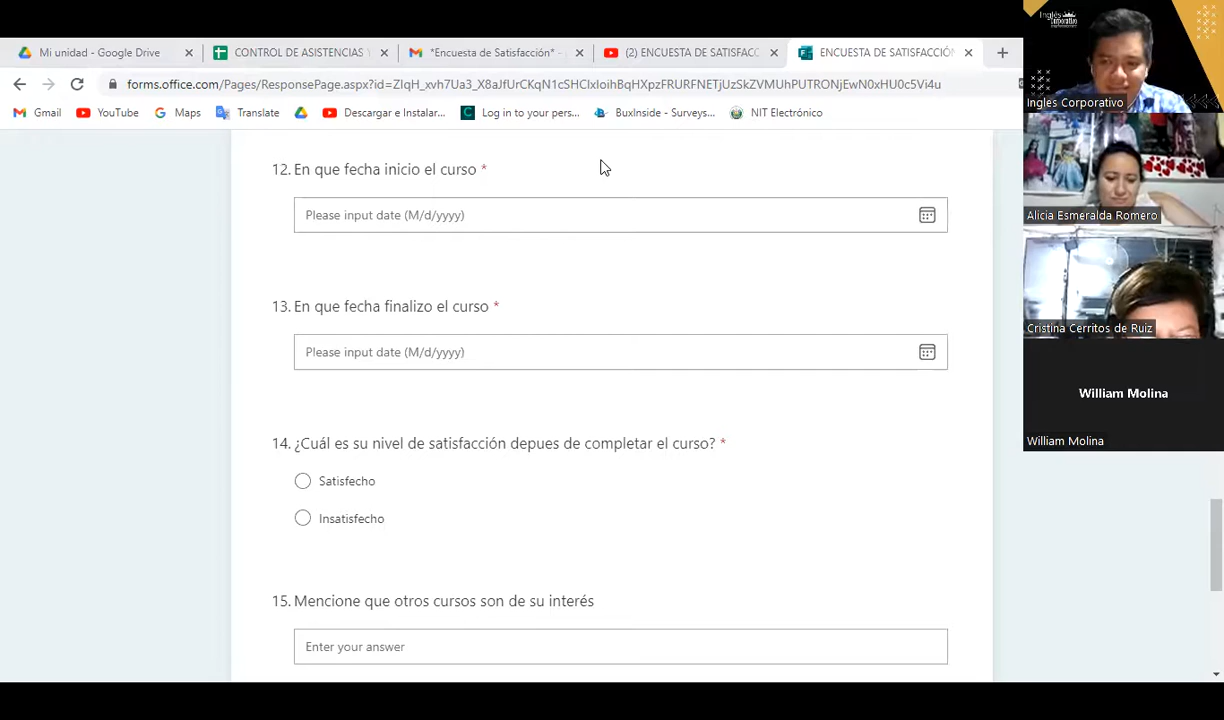 Mi unidad - Google Drive
CONTROL DE ASISTENCIAS Y
*Encuesta de Satisfacción* -
(2) ENCUESTA DE SATISFACC
ENCUESTA DE SATISFACCIÓN
forms.office.com/Pages/ResponsePage.aspx?id=ZIqH_xvh7Ua3_X8aJfUrCKqN1cSHClxIoihBqHXpzFRURFNETjUzSkZVMUhPUTRONjEwN0xHU0c5Vi4u
Gmail
YouTube
Maps
Translate
Descargar e Instalar...
Log in to your pers...
BuxInside - Surveys...
NIT Electrónico
12. En que fecha inicio el curso *
Please input date (M/d/yyyy)
13. En que fecha finalizo el curso *
Please input date (M/d/yyyy)
14. ¿Cuál es su nivel de satisfacción depues de completar el curso? *
Satisfecho
Insatisfecho
15. Mencione que otros cursos son de su interés
Enter your answer
Inglés
Corporativo
Ingles Corporativo
Alicia Esmeralda Romero
Cristina Cerritos de Ruiz
William Molina
William Molina